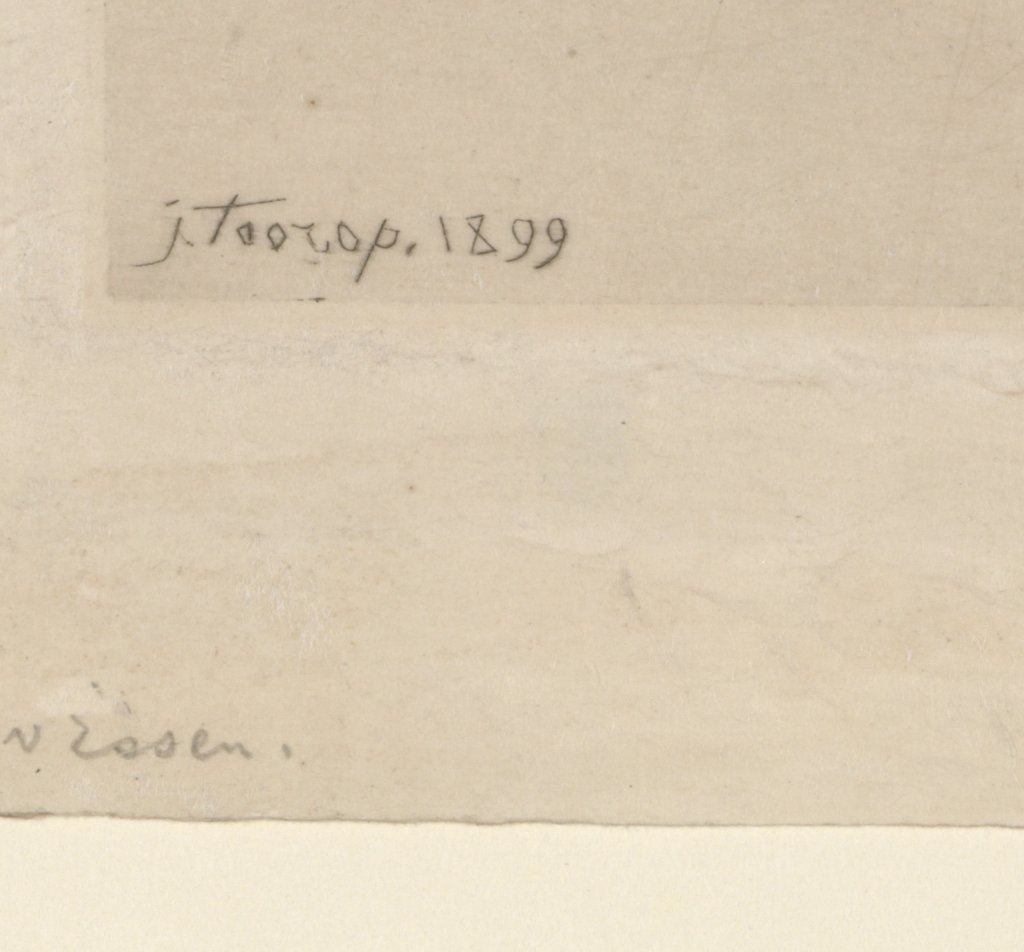 j. Toorop. 1899
v Essen.